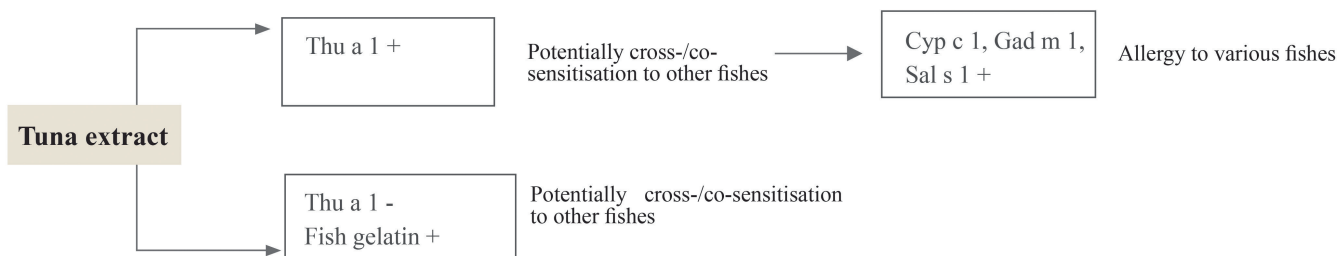 Tuna extract
Thu a 1 +
Potentially cross-/co-
sensitisation to other fishes
Cyp c 1, Gad m 1,
Sal s 1 +
Allergy to various fishes
Thu a 1 -
Fish gelatin +
Potentially cross-/co-sensitisation
to other fishes